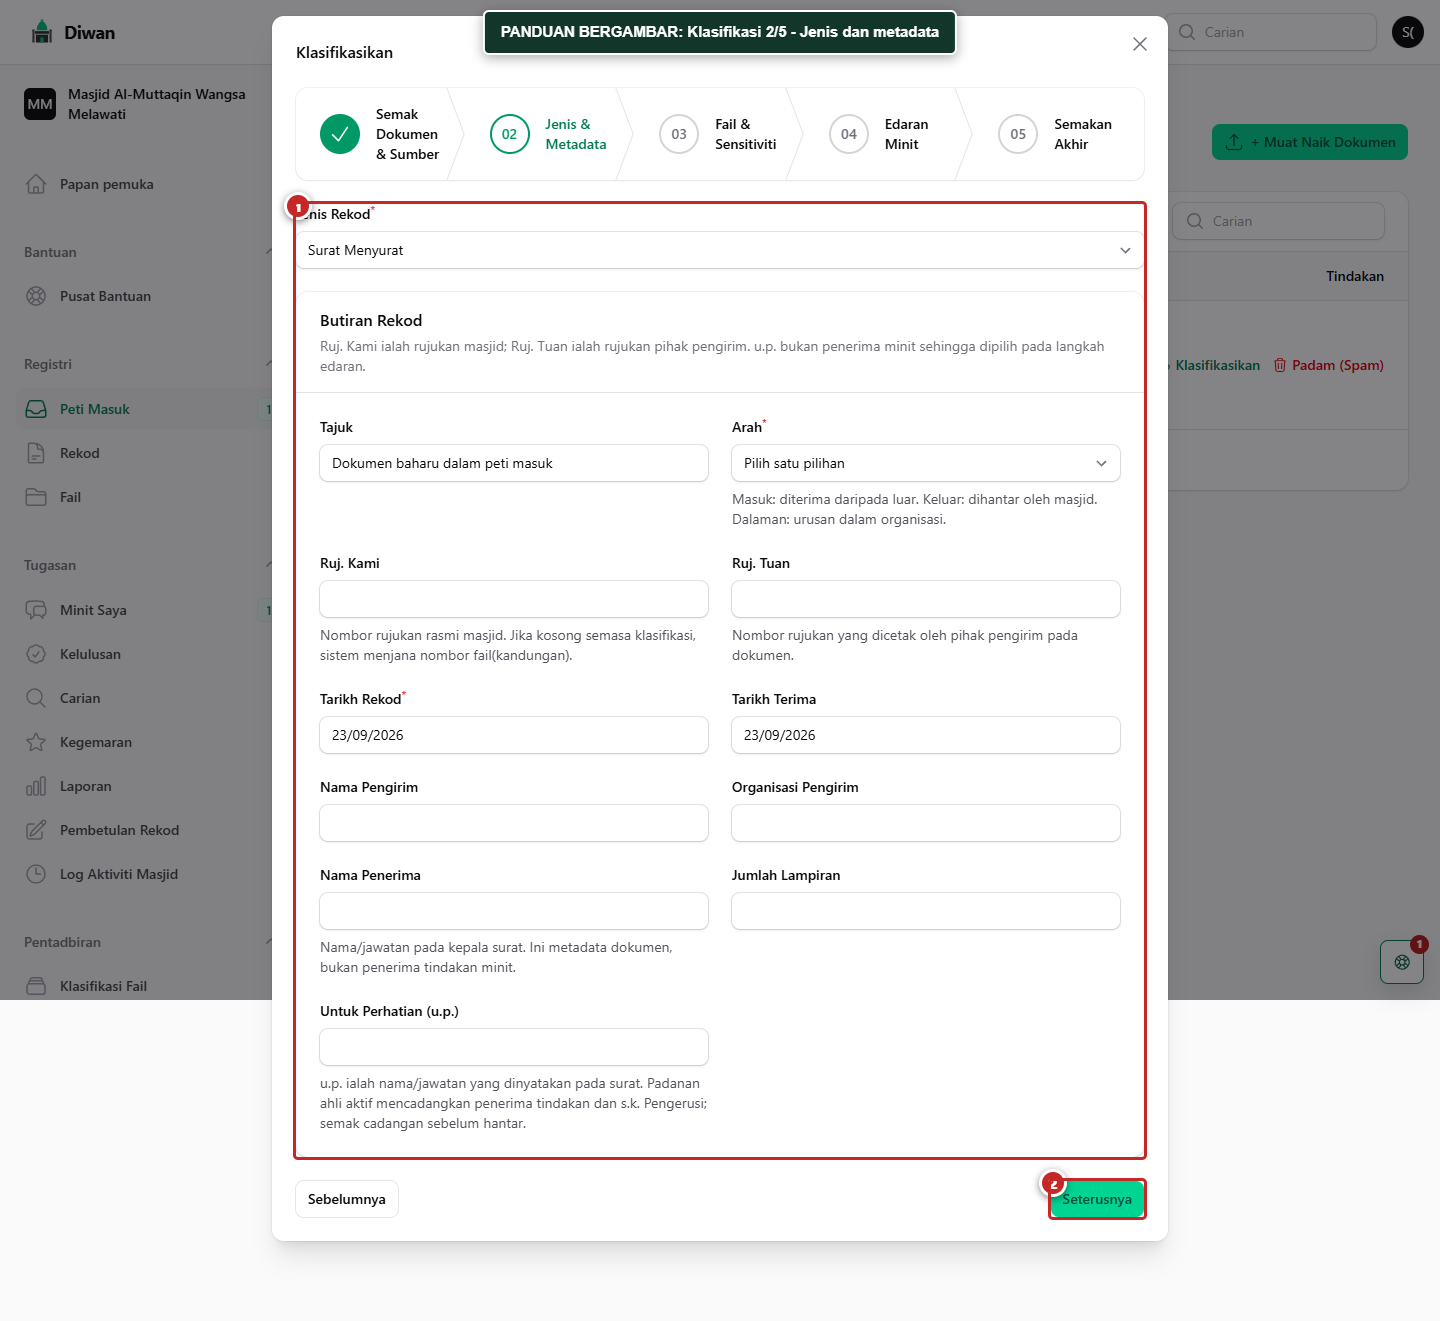 Diwan
PANDUAN BERGAMBAR: Klasifikasi 2/5 - Jenis dan metadata
Carian
S(
MM
Masjid Al-Muttaqin Wangsa
Melawati
Papan pemuka
Bantuan
Pusat Bantuan
Registri
Peti Masuk
1
Rekod
Fail
Tugasan
Minit Saya
1
Kelulusan
Carian
Kegemaran
Laporan
Pembetulan Rekod
Log Aktiviti Masjid
Pentadbiran
Klasifikasi Fail
Klasifikasikan
Semak
Dokumen
& Sumber
02
Jenis &
Metadata
03
Fail &
Sensitiviti
04
Edaran
Minit
05
Semakan
Akhir
1
nis Rekod*
Surat Menyurat
Butiran Rekod
Ruj. Kami ialah rujukan masjid; Ruj. Tuan ialah rujukan pihak pengirim. u.p. bukan penerima minit sehingga dipilih pada langkah
edaran.
Tajuk
Dokumen baharu dalam peti masuk
Arah*
Pilih satu pilihan
Masuk: diterima daripada luar. Keluar: dihantar oleh masjid.
Dalaman: urusan dalam organisasi.
Ruj. Kami
Nombor rujukan rasmi masjid. Jika kosong semasa klasifikasi,
sistem menjana nombor fail(kandungan).
Ruj. Tuan
Nombor rujukan yang dicetak oleh pihak pengirim pada
dokumen.
Tarikh Rekod*
23/09/2026
Tarikh Terima
23/09/2026
Nama Pengirim
Organisasi Pengirim
Nama Penerima
Nama/jawatan pada kepala surat. Ini metadata dokumen,
bukan penerima tindakan minit.
Jumlah Lampiran
Untuk Perhatian (u.p.)
u.p. ialah nama/jawatan yang dinyatakan pada surat. Padanan
ahli aktif mencadangkan penerima tindakan dan s.k. Pengerusi;
semak cadangan sebelum hantar.
Sebelumnya
2
Seterusnya
+ Muat Naik Dokumen
Carian
Tindakan
Klasifikasikan
Padam (Spam)
1